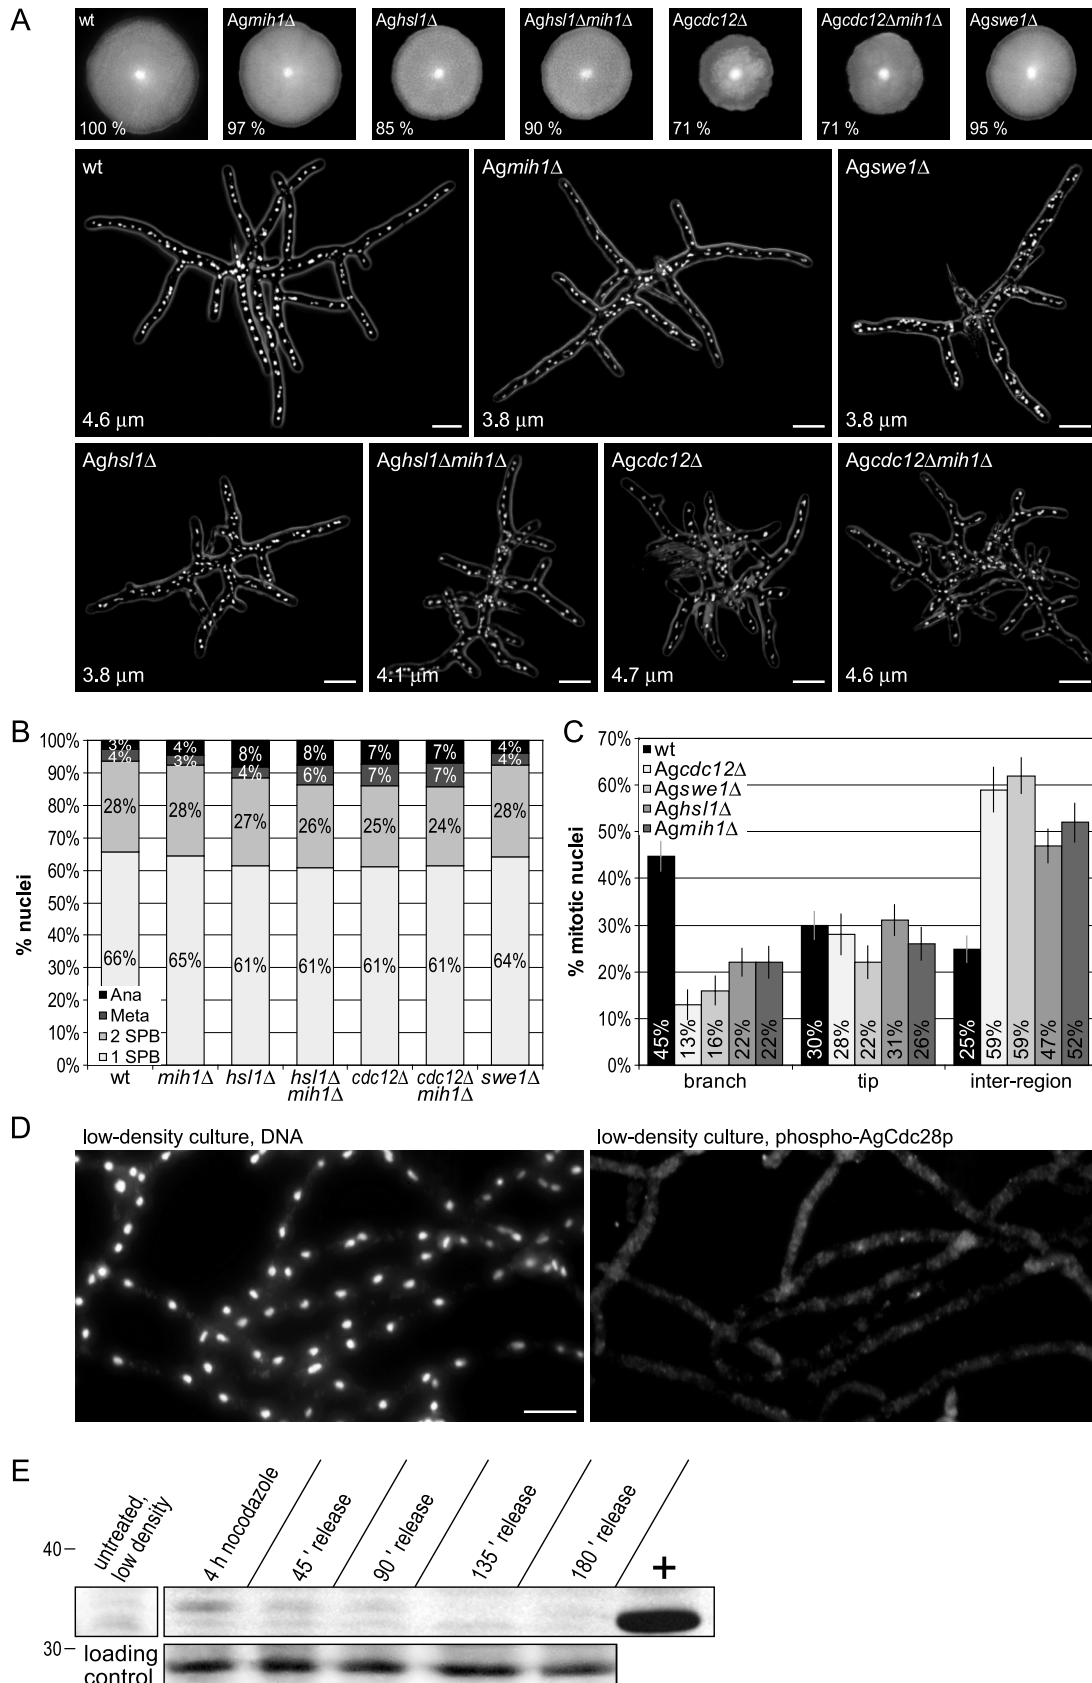 A
wt
Agmih1Δ
Aghsl1Δ
Aghsl1Δmih1Δ
Agcdc12Δ
Agcdc12Δmih1Δ
Agswe1Δ
100 %
97 %
85 %
90 %
71 %
71 %
95 %
wt
Agmih1Δ
Agswe1Δ
4.6 µm
3.8 µm
3.8 µm
Aghsl1Δ
Aghsl1Δmih1Δ
Agcdc12Δ
Agcdc12Δmih1Δ
3.8 µm
4.1 µm
4.7 µm
4.6 µm
B
% nuclei
100%
90%
80%
70%
60%
50%
40%
30%
20%
10%
0%
3%
4%
28%
66%
4%
3%
28%
65%
8%
4%
27%
61%
8%
6%
26%
61%
7%
7%
25%
61%
7%
7%
24%
61%
4%
4%
28%
64%
Ana
Meta
2 SPB
1 SPB
wt
mih1Δ
hsl1Δ
hsl1Δ
mih1Δ
cdc12Δ
cdc12Δ
mih1Δ
swe1Δ
C
% mitotic nuclei
70%
60%
50%
40%
30%
20%
10%
0%
wt
Agcdc12Δ
Agswe1Δ
Aghsl1Δ
Agmih1Δ
45%
13%
16%
22%
22%
30%
28%
22%
31%
26%
25%
59%
59%
47%
52%
branch
tip
inter-region
D
low-density culture, DNA
low-density culture, phospho-AgCdc28p
E
untreated,
low density
4 h nocodazole
45 ' release
90 ' release
135 ' release
180 ' release
+
40
30
loading
control